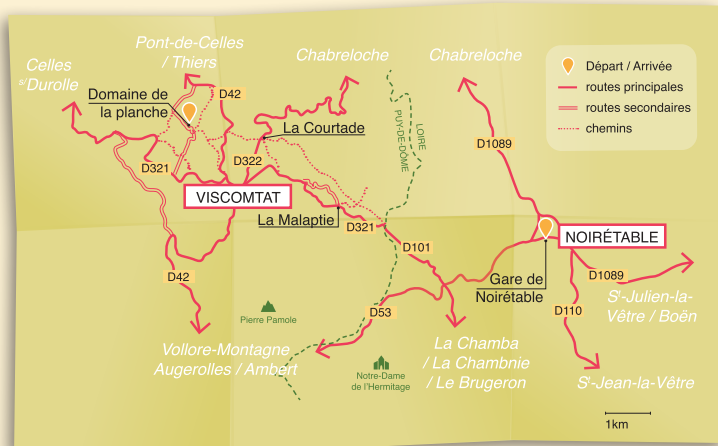 Celles
s/Durolle
Pont-de-Celles
/ Thiers
Chabreloche
Chabreloche
Départ / Arrivée
routes principales
routes secondaires
chemins
Domaine de
la planche
D42
La Courtade
LOIRE
PUY-DE-DÔME
D1089
D321
D322
VISCOMTAT
La Malaptie
D321
D101
NOIRÉTABLE
D42
Gare de
Noirétable
D1089
St-Julien-la-
Vêtre / Boën
Pierre Pamole
D53
D110
Vollore-Montagne
Augerolles / Ambert
La Chamba
/ La Chambnie
/ Le Brugeron
Notre-Dame
de l'Hermitage
St-Jean-la-Vêtre
1km